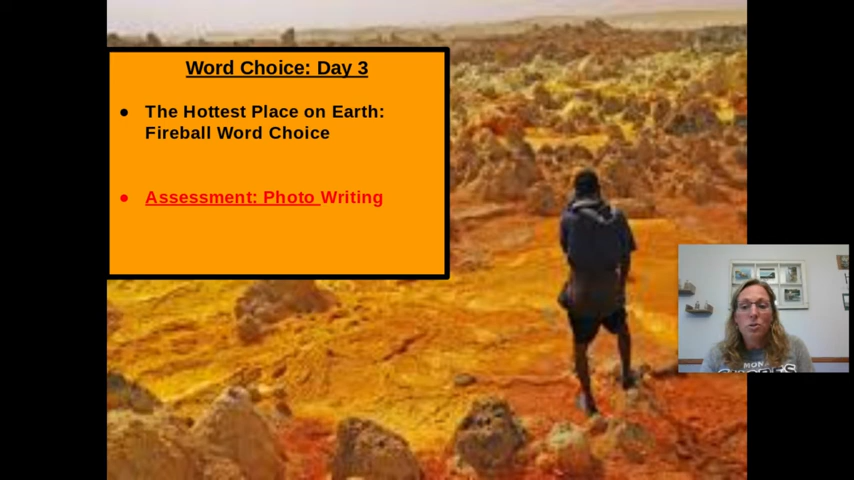 Word Choice: Day 3
The Hottest Place on Earth:
Fireball Word Choice
Assessment: Photo Writing